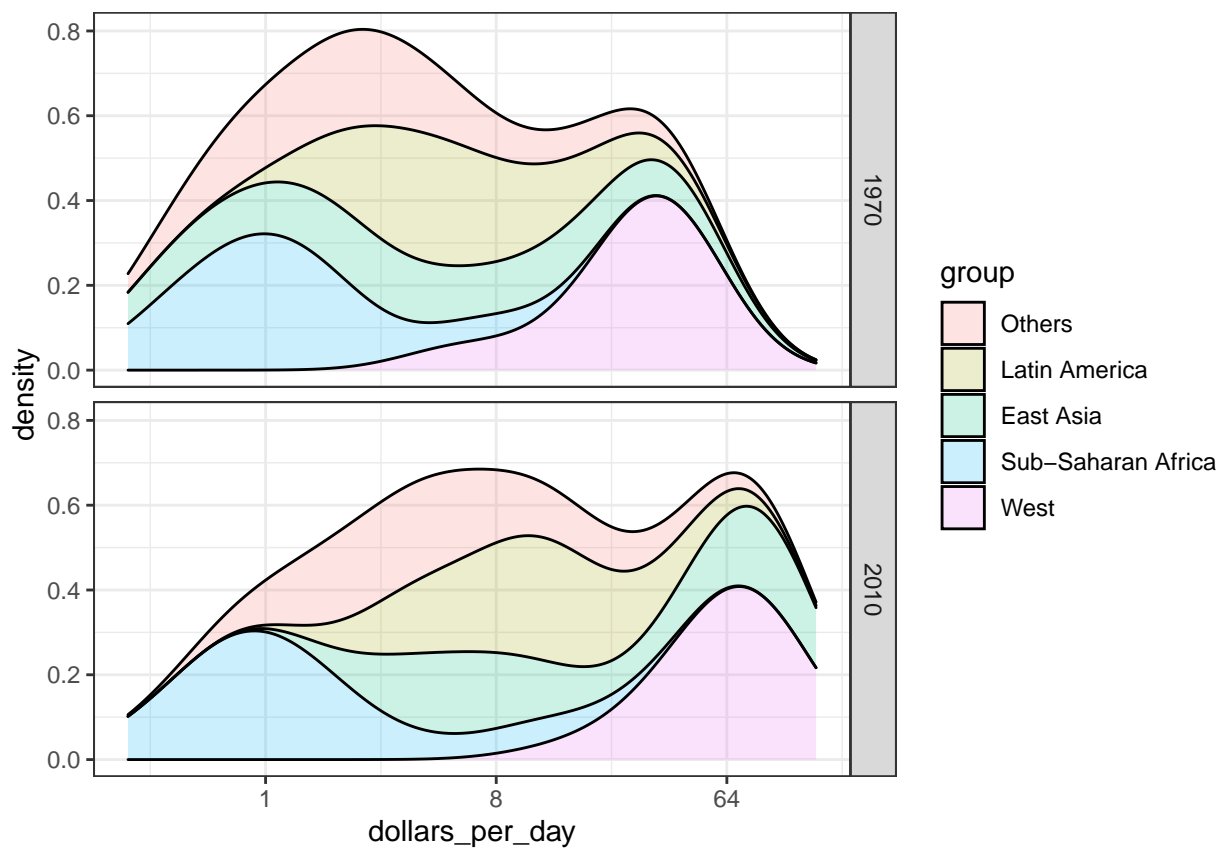 0.8
0.6
0.4
0.2
0.0
1970
0.8
0.6
0.4
0.2
0.0
2010
density
1
8
64
dollars_per_day
group
Others
Latin America
East Asia
Sub−Saharan Africa
West